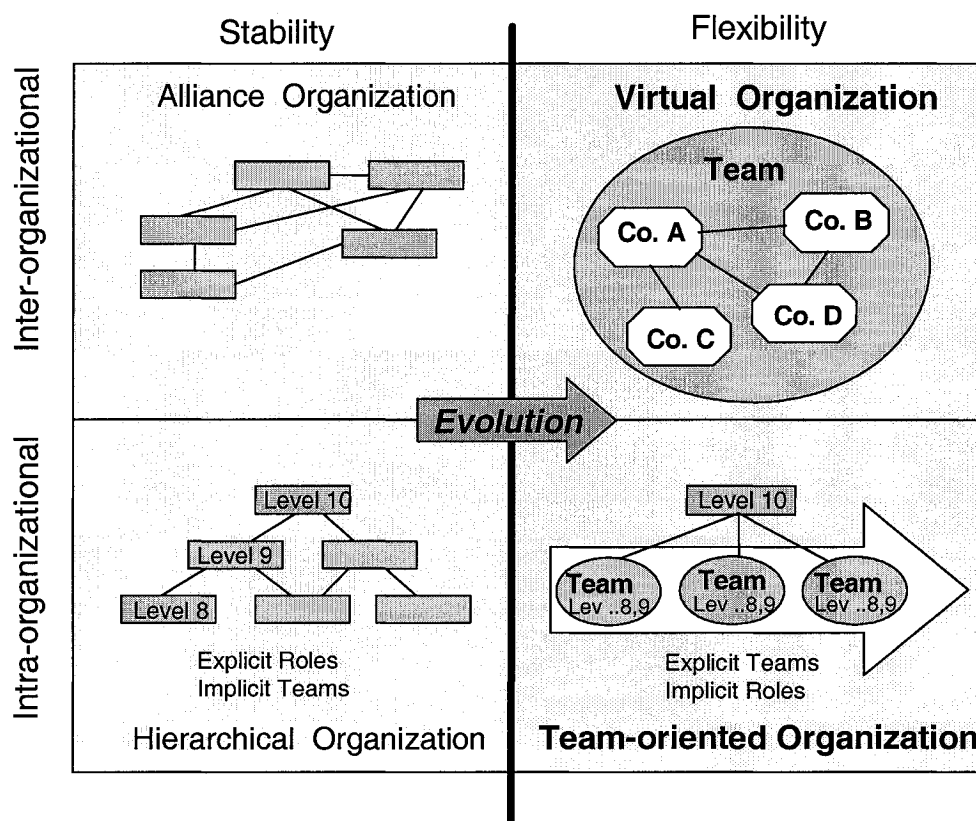 Stability
Flexibility
Inter-organizational
Alliance Organization
Virtual Organization
Team
Co. A
Co. B
Co. C
Co. D
Evolution
Intra-organizational
Level 10
Level 9
Level 8
Explicit Roles
Implicit Teams
Hierarchical Organization
Level 10
Team
Lev ..8,9
Team
Lev ..8,9
Team
Lev ..8,9
Explicit Teams
Implicit Roles
Team-oriented Organization